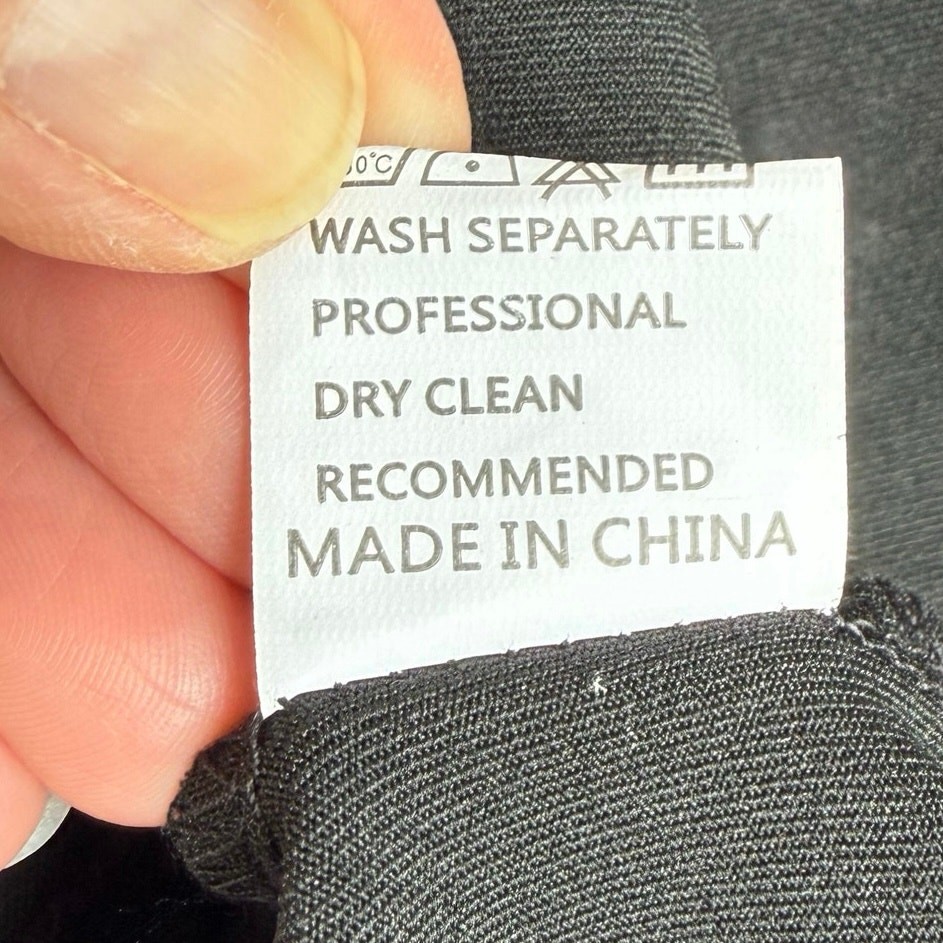 WASH SEPARATELY
PROFESSIONAL
DRY CLEAN
RECOMMENDED
MADE IN CHINA